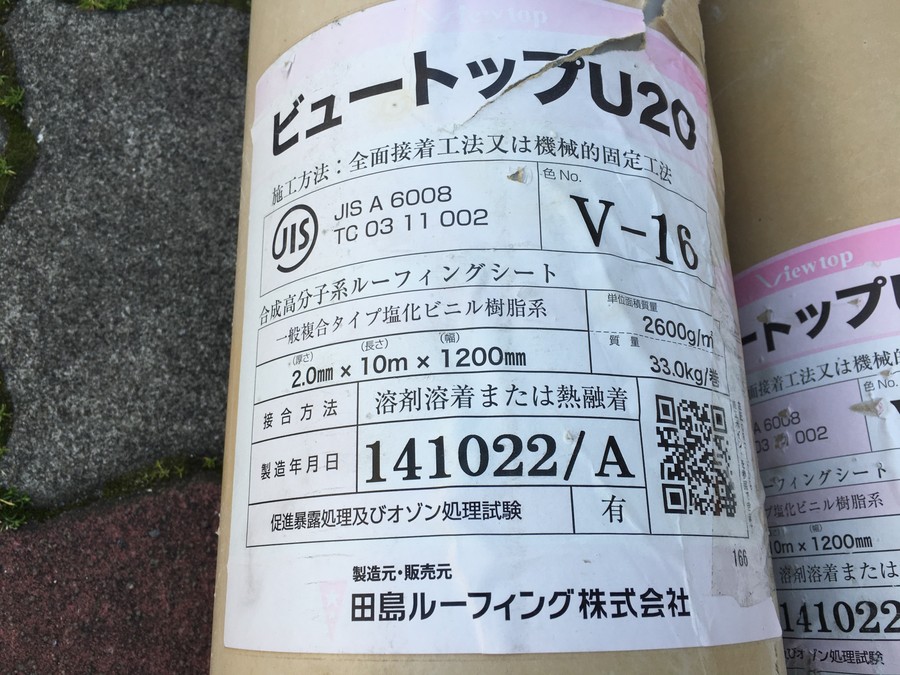 Viewtop
ビュートップU20
施工方法：全面接着工法又は機械的固定工法
JIS
JIS A 6008
TC 03 11 002
色No.
V-16
合成高分子系ルーフィングシート
一般複合タイプ塩化ビニル樹脂系
単位面積質量
2600g/㎡
質量
33.0kg/巻
(厚さ) (長さ) (幅)
2.0mm × 10m × 1200mm
接合方法
溶剤溶着または熱融着
製造年月日
141022/A
促進暴露処理及びオゾン処理試験
有
166
製造元・販売元
田島ルーフィング株式会社
Viewtop
ートップU
面接着工法又は機械的
色No.
A 6008
03 11 002
ーフィングシート
プ塩化ビニル樹脂系
(幅)
10m × 1200mm
溶剤溶着または
141022
オゾン処理試験